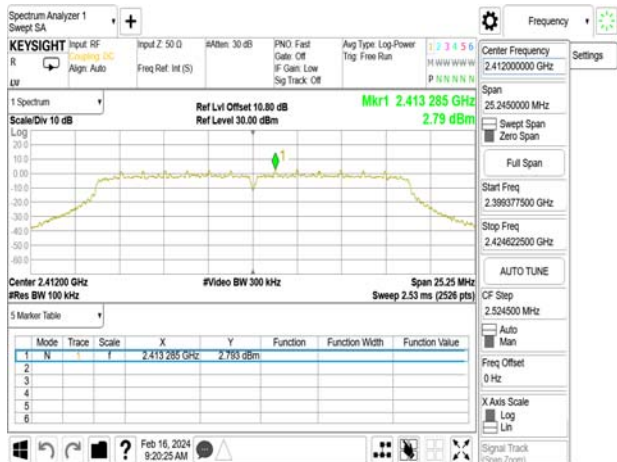 Spectrum Analyzer 1
Swept SA
Frequency
KEYSIGHT
R
LW
Input: RF
Coupling: DC
Align: Auto
Input Z: 50 Ω
Freq Ref: Int (S)
#Atten: 30 dB
PNO: Fast
Gate: Off
IF Gain: Low
Sig Track: Off
Avg Type: Log-Power
Trig: Free Run
1 2 3 4 5 6
M W W W W W
P N N N N N
1 Spectrum
Scale/Div 10 dB
Ref Lvl Offset 10.80 dB
Ref Level 30.00 dBm
Mkr1 2.413 285 GHz
2.79 dBm
Log
20.0
10.0
0.00
-10.0
-20.0
-30.0
-40.0
-50.0
-60.0
1
Center 2.41200 GHz
#Res BW 100 kHz
#Video BW 300 kHz
Span 25.25 MHz
Sweep 2.53 ms (2526 pts)
5 Marker Table
Mode Trace Scale X Y Function Function Width Function Value
1 N 1 f 2.413 285 GHz 2.793 dBm
2
3
4
5
6
Feb 16, 2024
9:20:25 AM
Center Frequency
2.412000000 GHz
Settings
Span
25.2450000 MHz
Swept Span
Zero Span
Full Span
Start Freq
2.399377500 GHz
Stop Freq
2.424622500 GHz
AUTO TUNE
CF Step
2.524500 MHz
Auto
Man
Freq Offset
0 Hz
X Axis Scale
Log
Lin
Signal Track
(Span Zoom)